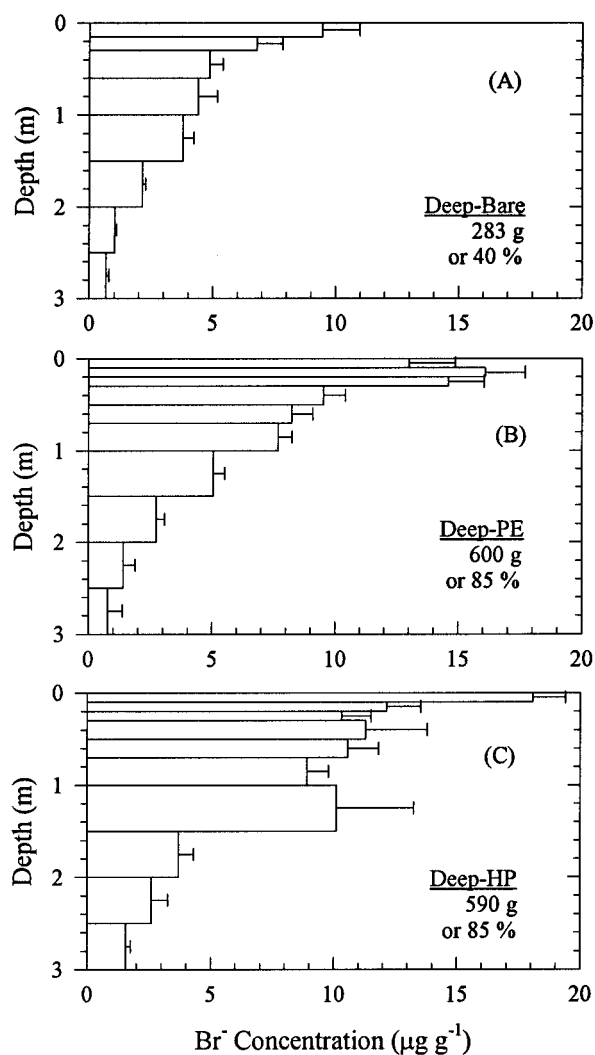 0
1
2
3
Depth (m)
(A)
Deep-Bare
283 g
or 40 %
0 5 10 15 20
0
1
2
3
Depth (m)
(B)
Deep-PE
600 g
or 85 %
0 5 10 15 20
0
1
2
3
Depth (m)
(C)
Deep-HP
590 g
or 85 %
0 5 10 15 20
Br⁻ Concentration (μg g⁻¹)